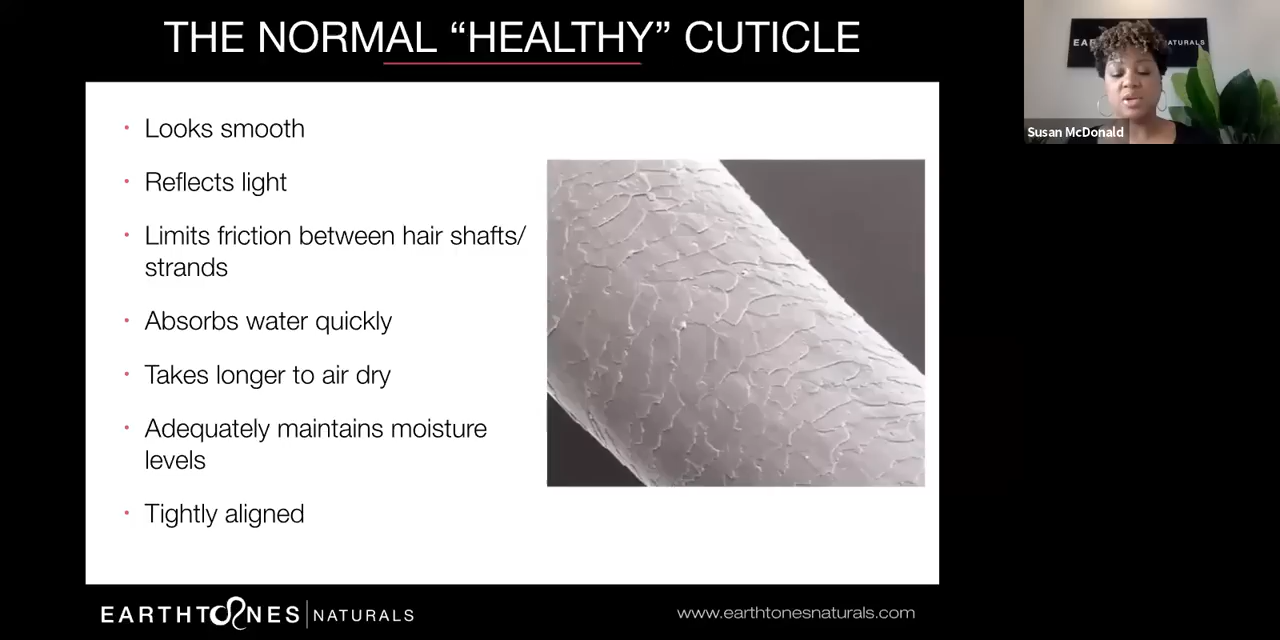 THE NORMAL “HEALTHY” CUTICLE
• Looks smooth
• Reflects light
• Limits friction between hair shafts/
strands
• Absorbs water quickly
• Takes longer to air dry
• Adequately maintains moisture
levels
• Tightly aligned
EARTHTONES NATURALS
www.earthtonesnaturals.com
NATURALS
Susan McDonald